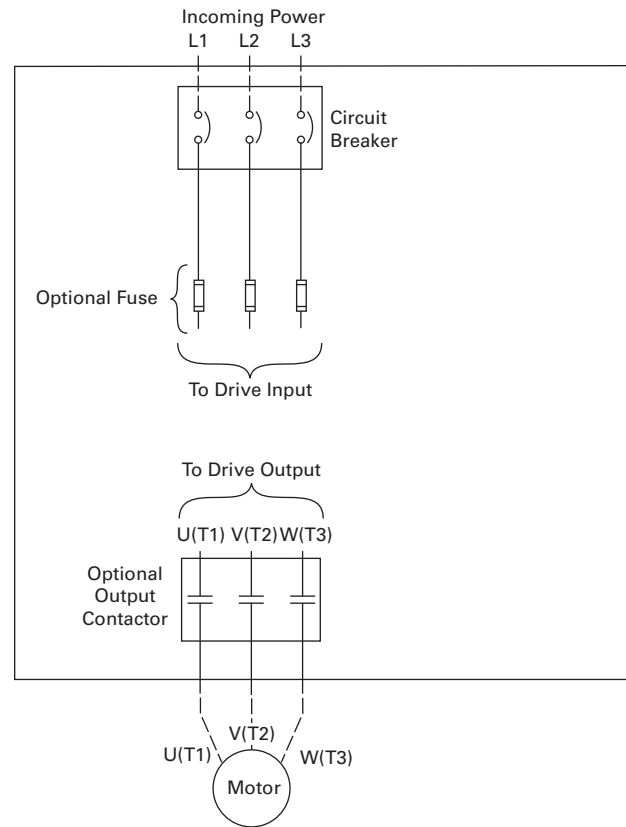 Incoming Power
L1 L2 L3
Circuit
Breaker
Optional Fuse
To Drive Input
To Drive Output
U(T1) V(T2) W(T3)
Optional
Output
Contactor
V(T2)
U(T1) W(T3)
Motor